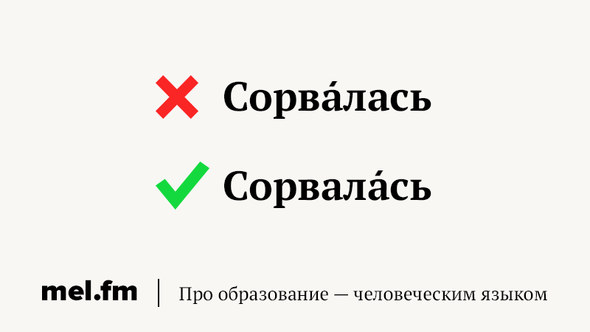 Сорва́лась
Сорвала́сь
mel.fm | Про образование — человеческим языком